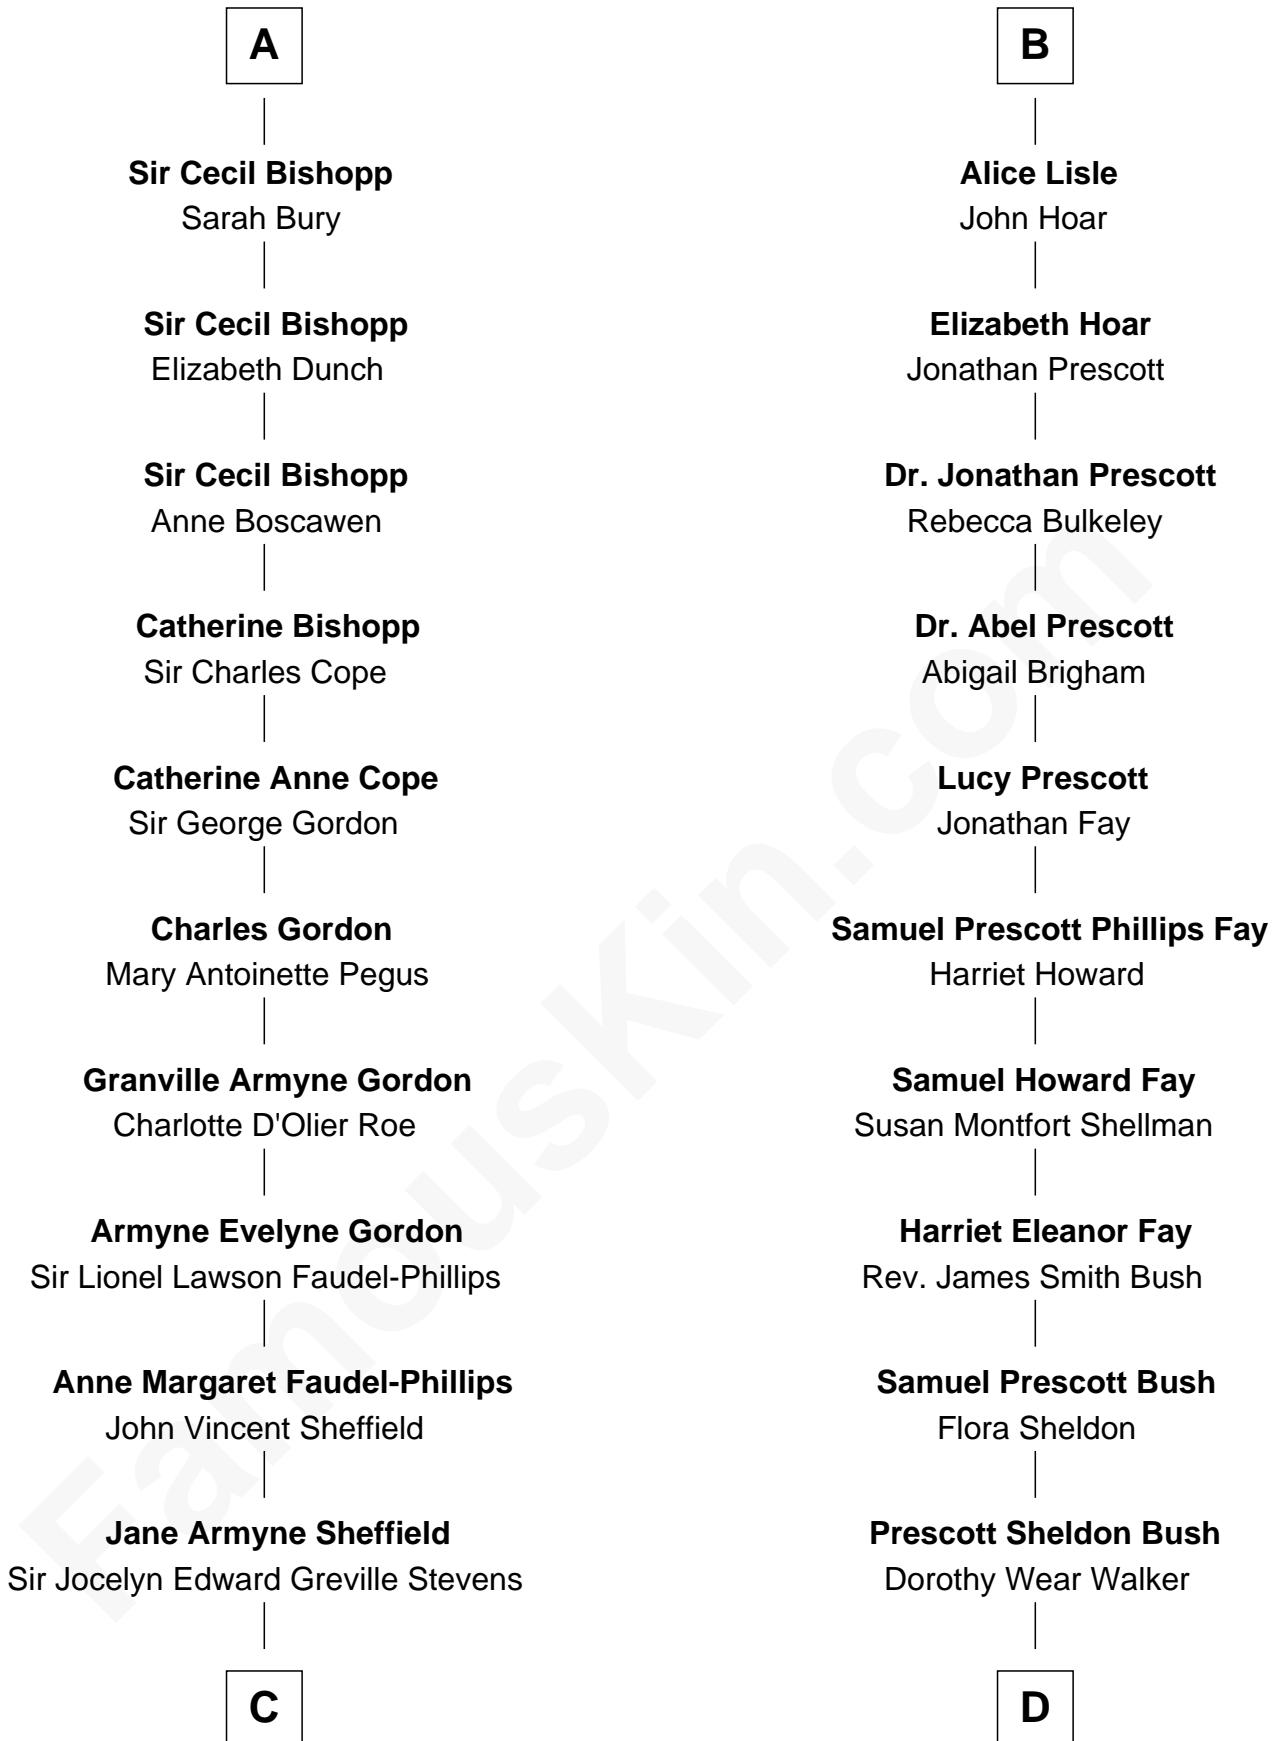 A
Sir Cecil Bishopp
Sarah Bury
Sir Cecil Bishopp
Elizabeth Dunch
Sir Cecil Bishopp
Anne Boscawen
Catherine Bishopp
Sir Charles Cope
Catherine Anne Cope
Sir George Gordon
Charles Gordon
Mary Antoinette Pegus
Granville Armyne Gordon
Charlotte D'Olier Roe
Armyne Evelyne Gordon
Sir Lionel Lawson Faudel-Phillips
Anne Margaret Faudel-Phillips
John Vincent Sheffield
Jane Armyne Sheffield
Sir Jocelyn Edward Greville Stevens
C
B
Alice Lisle
John Hoar
Elizabeth Hoar
Jonathan Prescott
Dr. Jonathan Prescott
Rebecca Bulkeley
Dr. Abel Prescott
Abigail Brigham
Lucy Prescott
Jonathan Fay
Samuel Prescott Phillips Fay
Harriet Howard
Samuel Howard Fay
Susan Montfort Shellman
Harriet Eleanor Fay
Rev. James Smith Bush
Samuel Prescott Bush
Flora Sheldon
Prescott Sheldon Bush
Dorothy Wear Walker
D
FamousKin.com